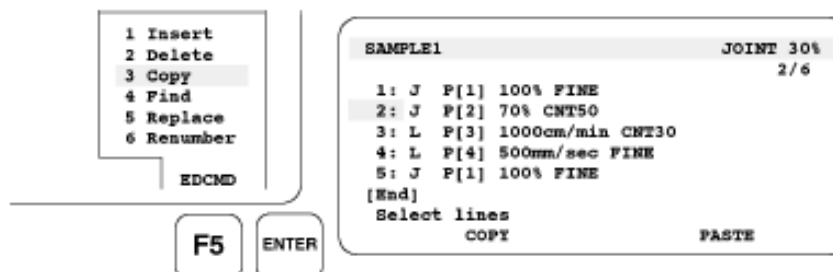 1 Insert
2 Delete
3 Copy
4 Find
5 Replace
6 Renumber
EDCMD
F5
ENTER
SAMPLE1 JOINT 30%
2/6
1: J P[1] 100% FINE
2: J P[2] 70% CNT50
3: L P[3] 1000cm/min CNT30
4: L P[4] 500mm/sec FINE
5: J P[1] 100% FINE
[End]
Select lines
COPY PASTE